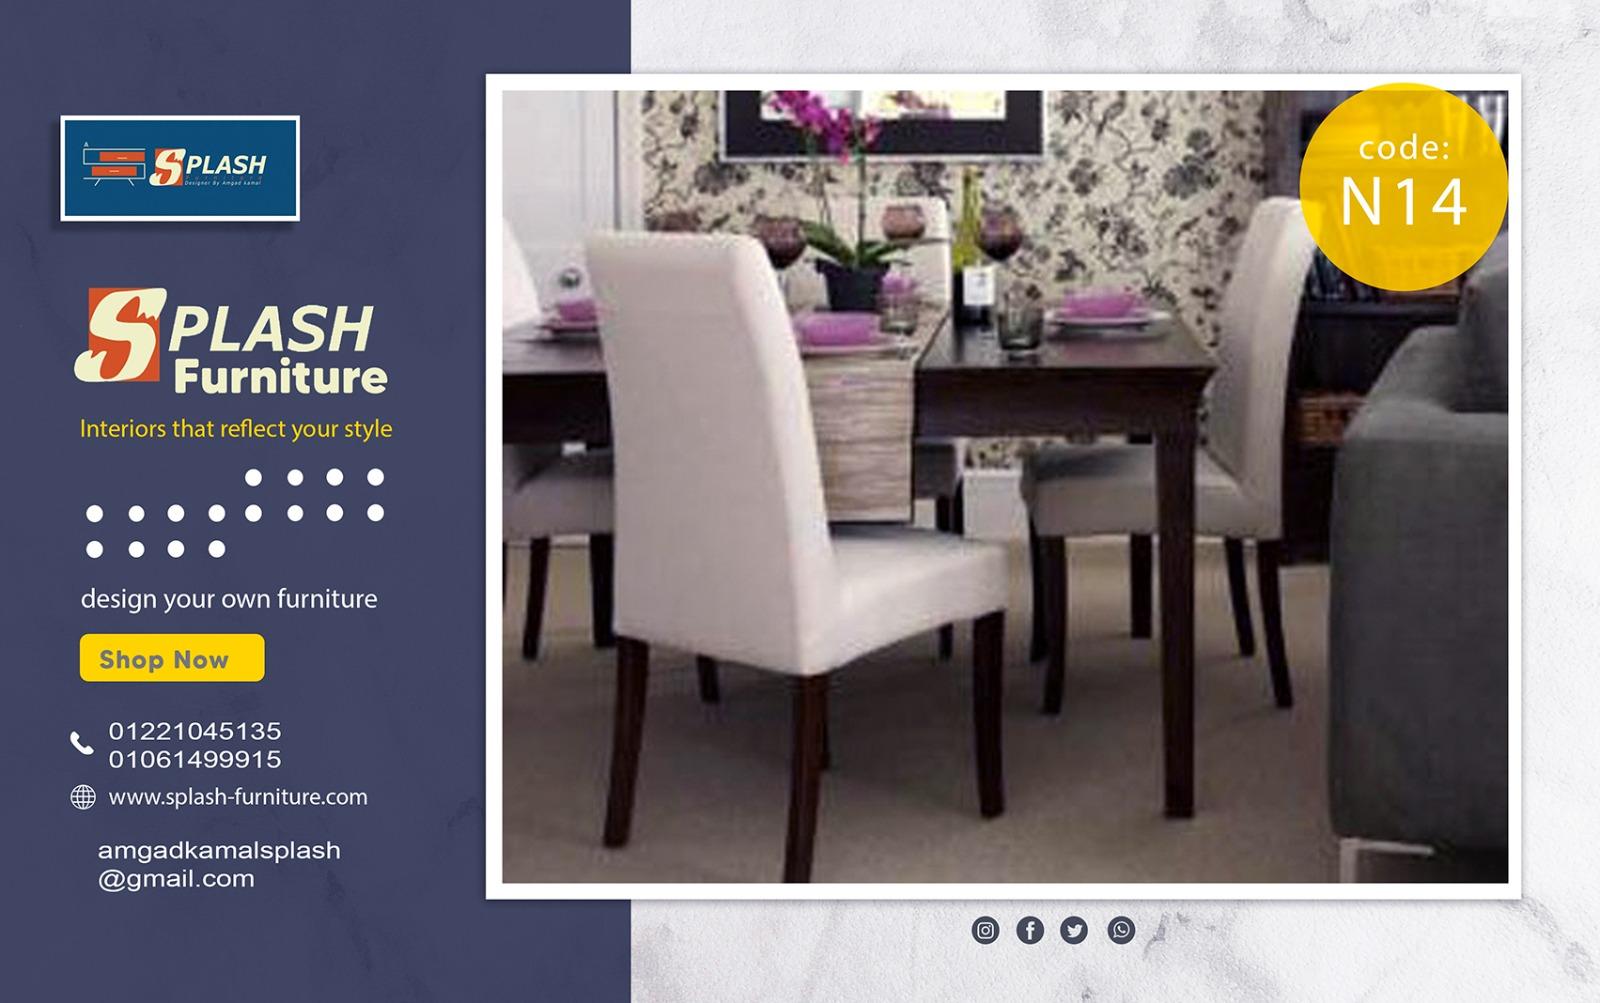 SPLASH
Designer By Amgad kamal
SPLASH
Furniture
Interiors that reflect your style
design your own furniture
Shop Now
01221045135
01061499915
www.splash-furniture.com
amgadkamalsplash
@gmail.com
code:
N14